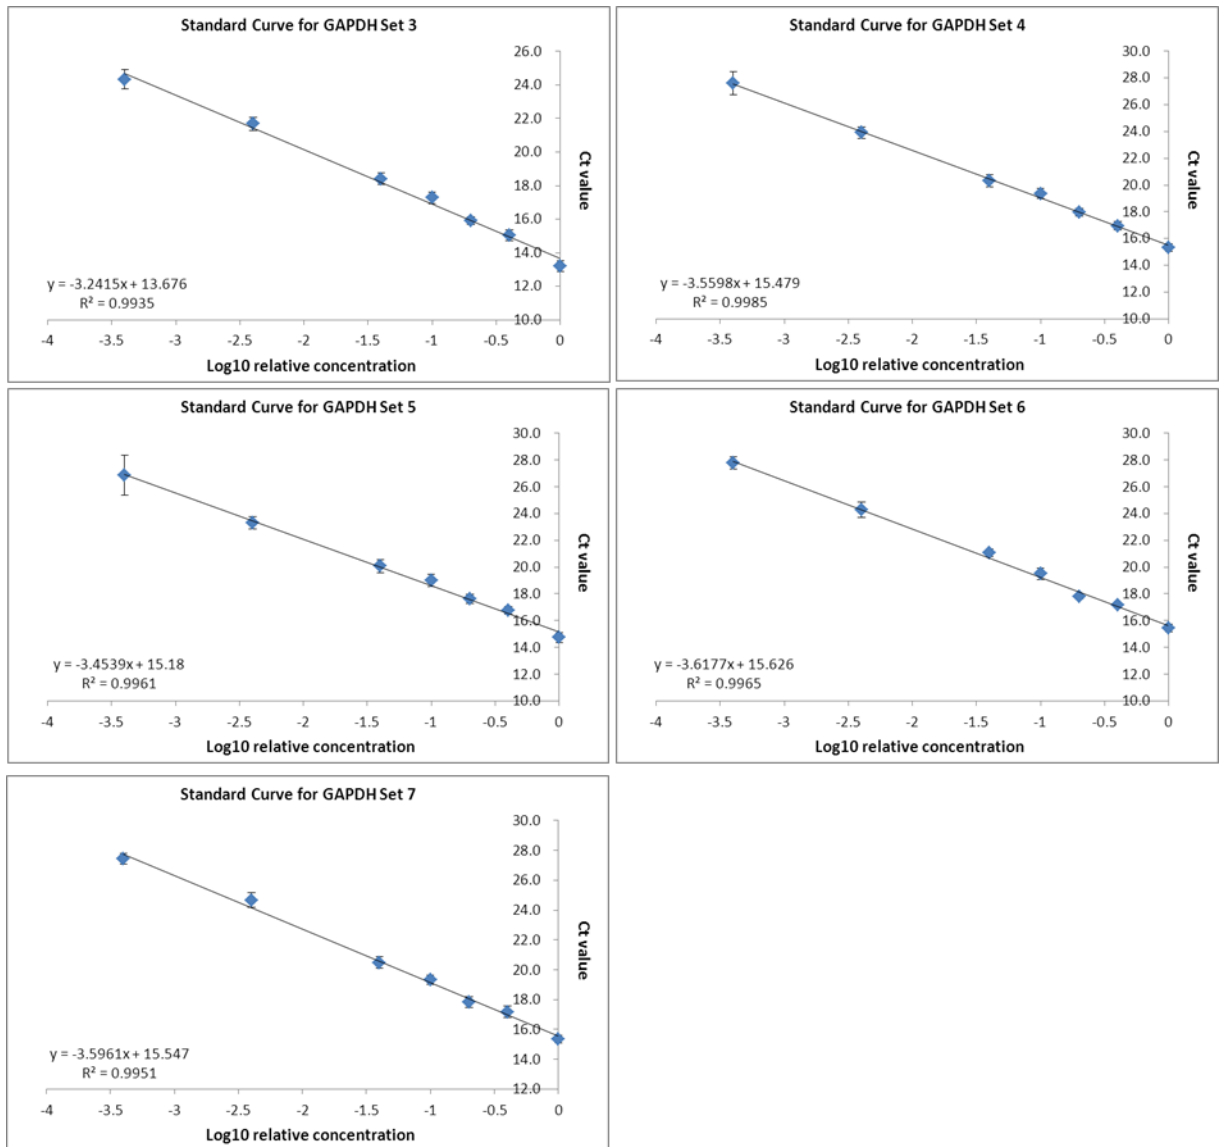 Standard Curve for GAPDH Set 3
26.0
24.0
22.0
20.0
18.0
16.0
14.0
12.0
10.0
Ct value
y = -3.2415x + 13.676
R² = 0.9935
-4 -3.5 -3 -2.5 -2 -1.5 -1 -0.5 0
Log10 relative concentration
Standard Curve for GAPDH Set 4
30.0
28.0
26.0
24.0
22.0
20.0
18.0
16.0
14.0
12.0
10.0
Ct value
y = -3.5598x + 15.479
R² = 0.9985
-4 -3.5 -3 -2.5 -2 -1.5 -1 -0.5 0
Log10 relative concentration
Standard Curve for GAPDH Set 5
30.0
28.0
26.0
24.0
22.0
20.0
18.0
16.0
14.0
12.0
10.0
Ct value
y = -3.4539x + 15.18
R² = 0.9961
-4 -3.5 -3 -2.5 -2 -1.5 -1 -0.5 0
Log10 relative concentration
Standard Curve for GAPDH Set 6
30.0
28.0
26.0
24.0
22.0
20.0
18.0
16.0
14.0
12.0
10.0
Ct value
y = -3.6177x + 15.626
R² = 0.9965
-4 -3.5 -3 -2.5 -2 -1.5 -1 -0.5 0
Log10 relative concentration
Standard Curve for GAPDH Set 7
30.0
28.0
26.0
24.0
22.0
20.0
18.0
16.0
14.0
12.0
Ct value
y = -3.5961x + 15.547
R² = 0.9951
-4 -3.5 -3 -2.5 -2 -1.5 -1 -0.5 0
Log10 relative concentration